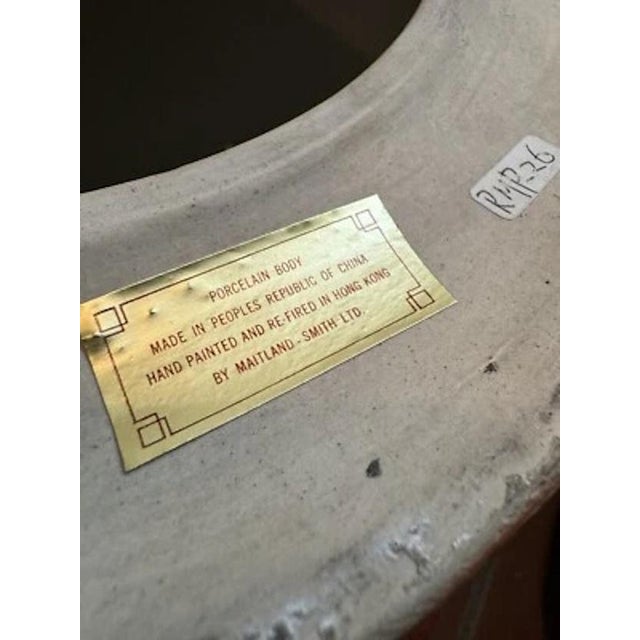 PORCELAIN BODY
MADE IN PEOPLES REPUBLIC OF CHINA
HAND PAINTED AND RE-FIRED IN HONG KONG
BY MAITLAND-SMITH LTD.
RMP-26